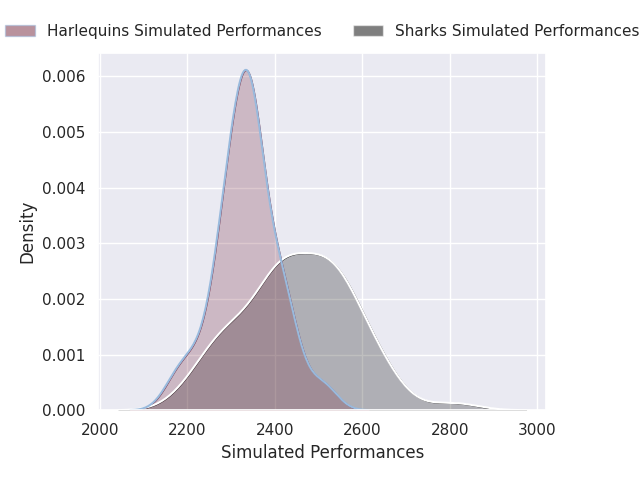 Harlequins Simulated Performances Sharks Simulated Performances
0.006
0.005
0.004
0.003
0.002
0.001
0.000
Density
2000 2200 2400 2600 2800 3000
Simulated Performances